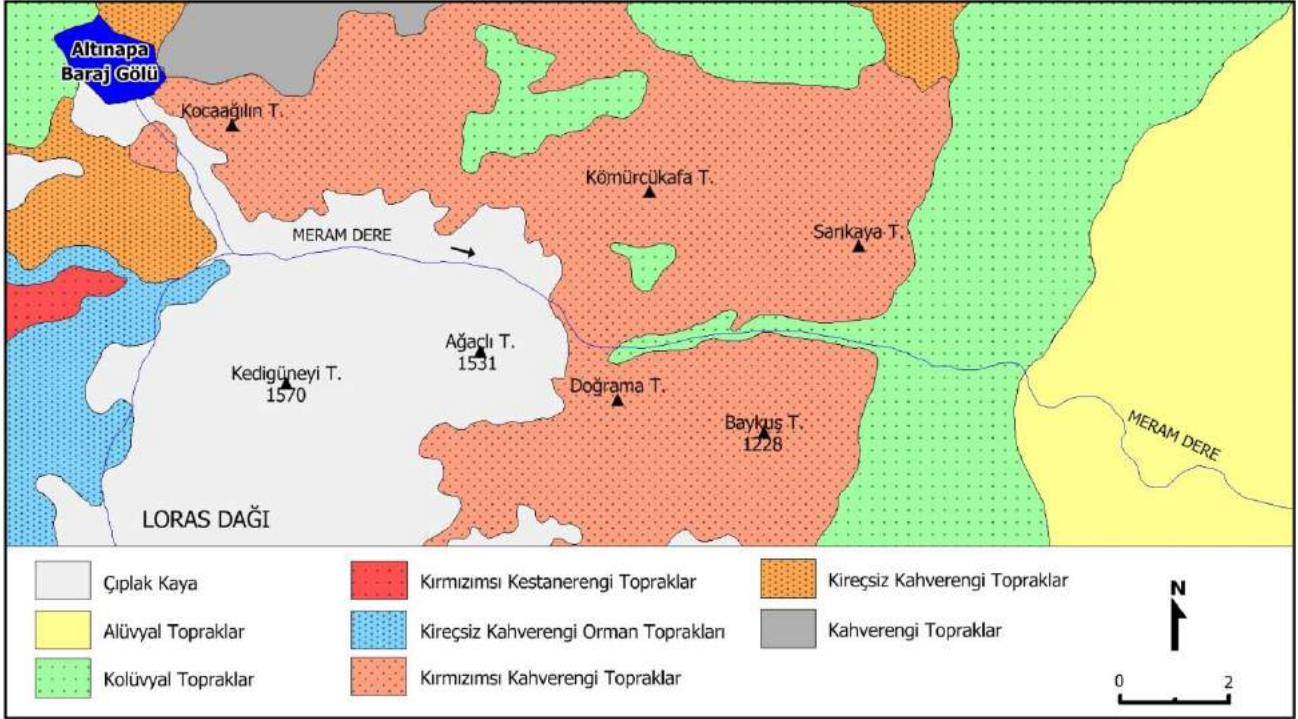 Altınapa
Baraj Gölü
Kocaağılın T.
Kömürcükafa T.
Sarıkaya T.
MERAM DERE
Ağaçlı T.
1531
Kedigüneyi T.
1570
Doğrama T.
Baykuş T.
1228
MERAM DERE
LORAS DAĞI
Çıplak Kaya
Alüvyal Topraklar
Kolüvyal Topraklar
Kırmızımsı Kestanerengi Topraklar
Kireçsiz Kahverengi Orman Toprakları
Kırmızımsı Kahverengi Topraklar
Kireçsiz Kahverengi Topraklar
Kahverengi Topraklar
N
0 2